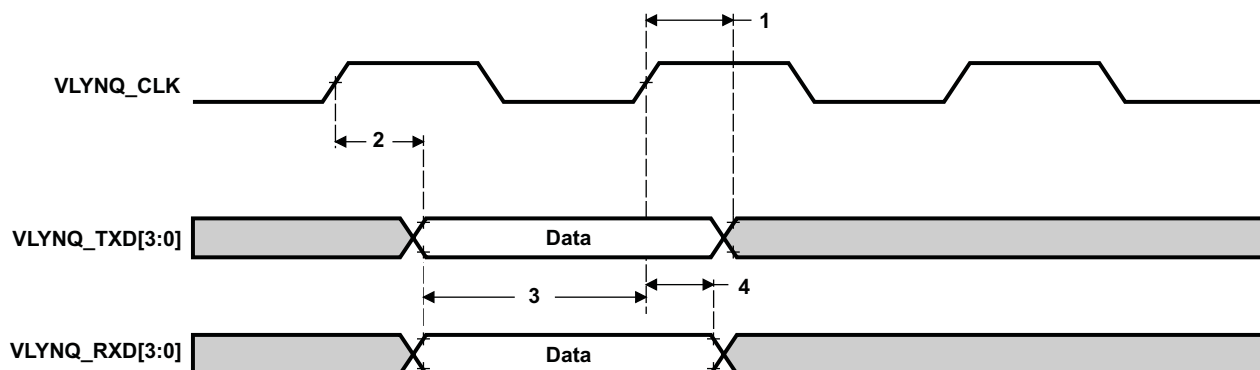 1
VLYNQ_CLK
2
VLYNQ_TXD[3:0]
Data
3
4
VLYNQ_RXD[3:0]
Data